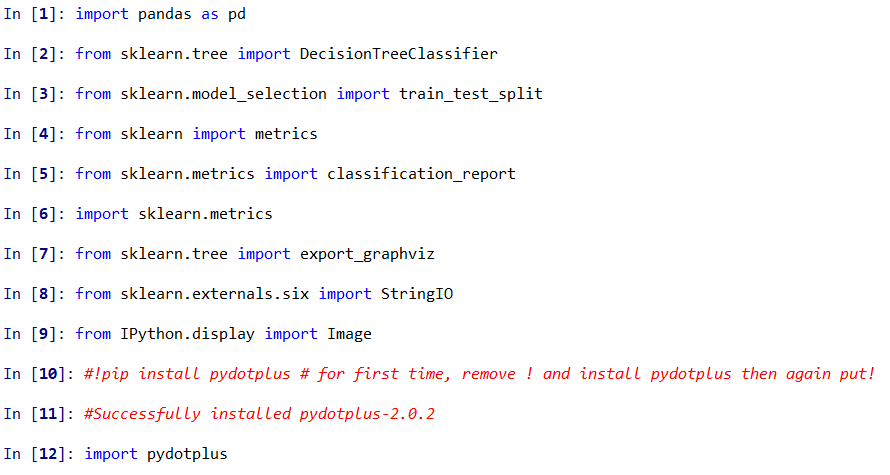 In [1]: import pandas as pd
In [2]: from sklearn.tree import DecisionTreeClassifier
In [3]: from sklearn.model_selection import train_test_split
In [4]: from sklearn import metrics
In [5]: from sklearn.metrics import classification_report
In [6]: import sklearn.metrics
In [7]: from sklearn.tree import export_graphviz
In [8]: from sklearn.externals.six import StringIO
In [9]: from IPython.display import Image
In [10]: #!pip install pydotplus # for first time, remove ! and install pydotplus then again put!
In [11]: #Successfully installed pydotplus-2.0.2
In [12]: import pydotplus